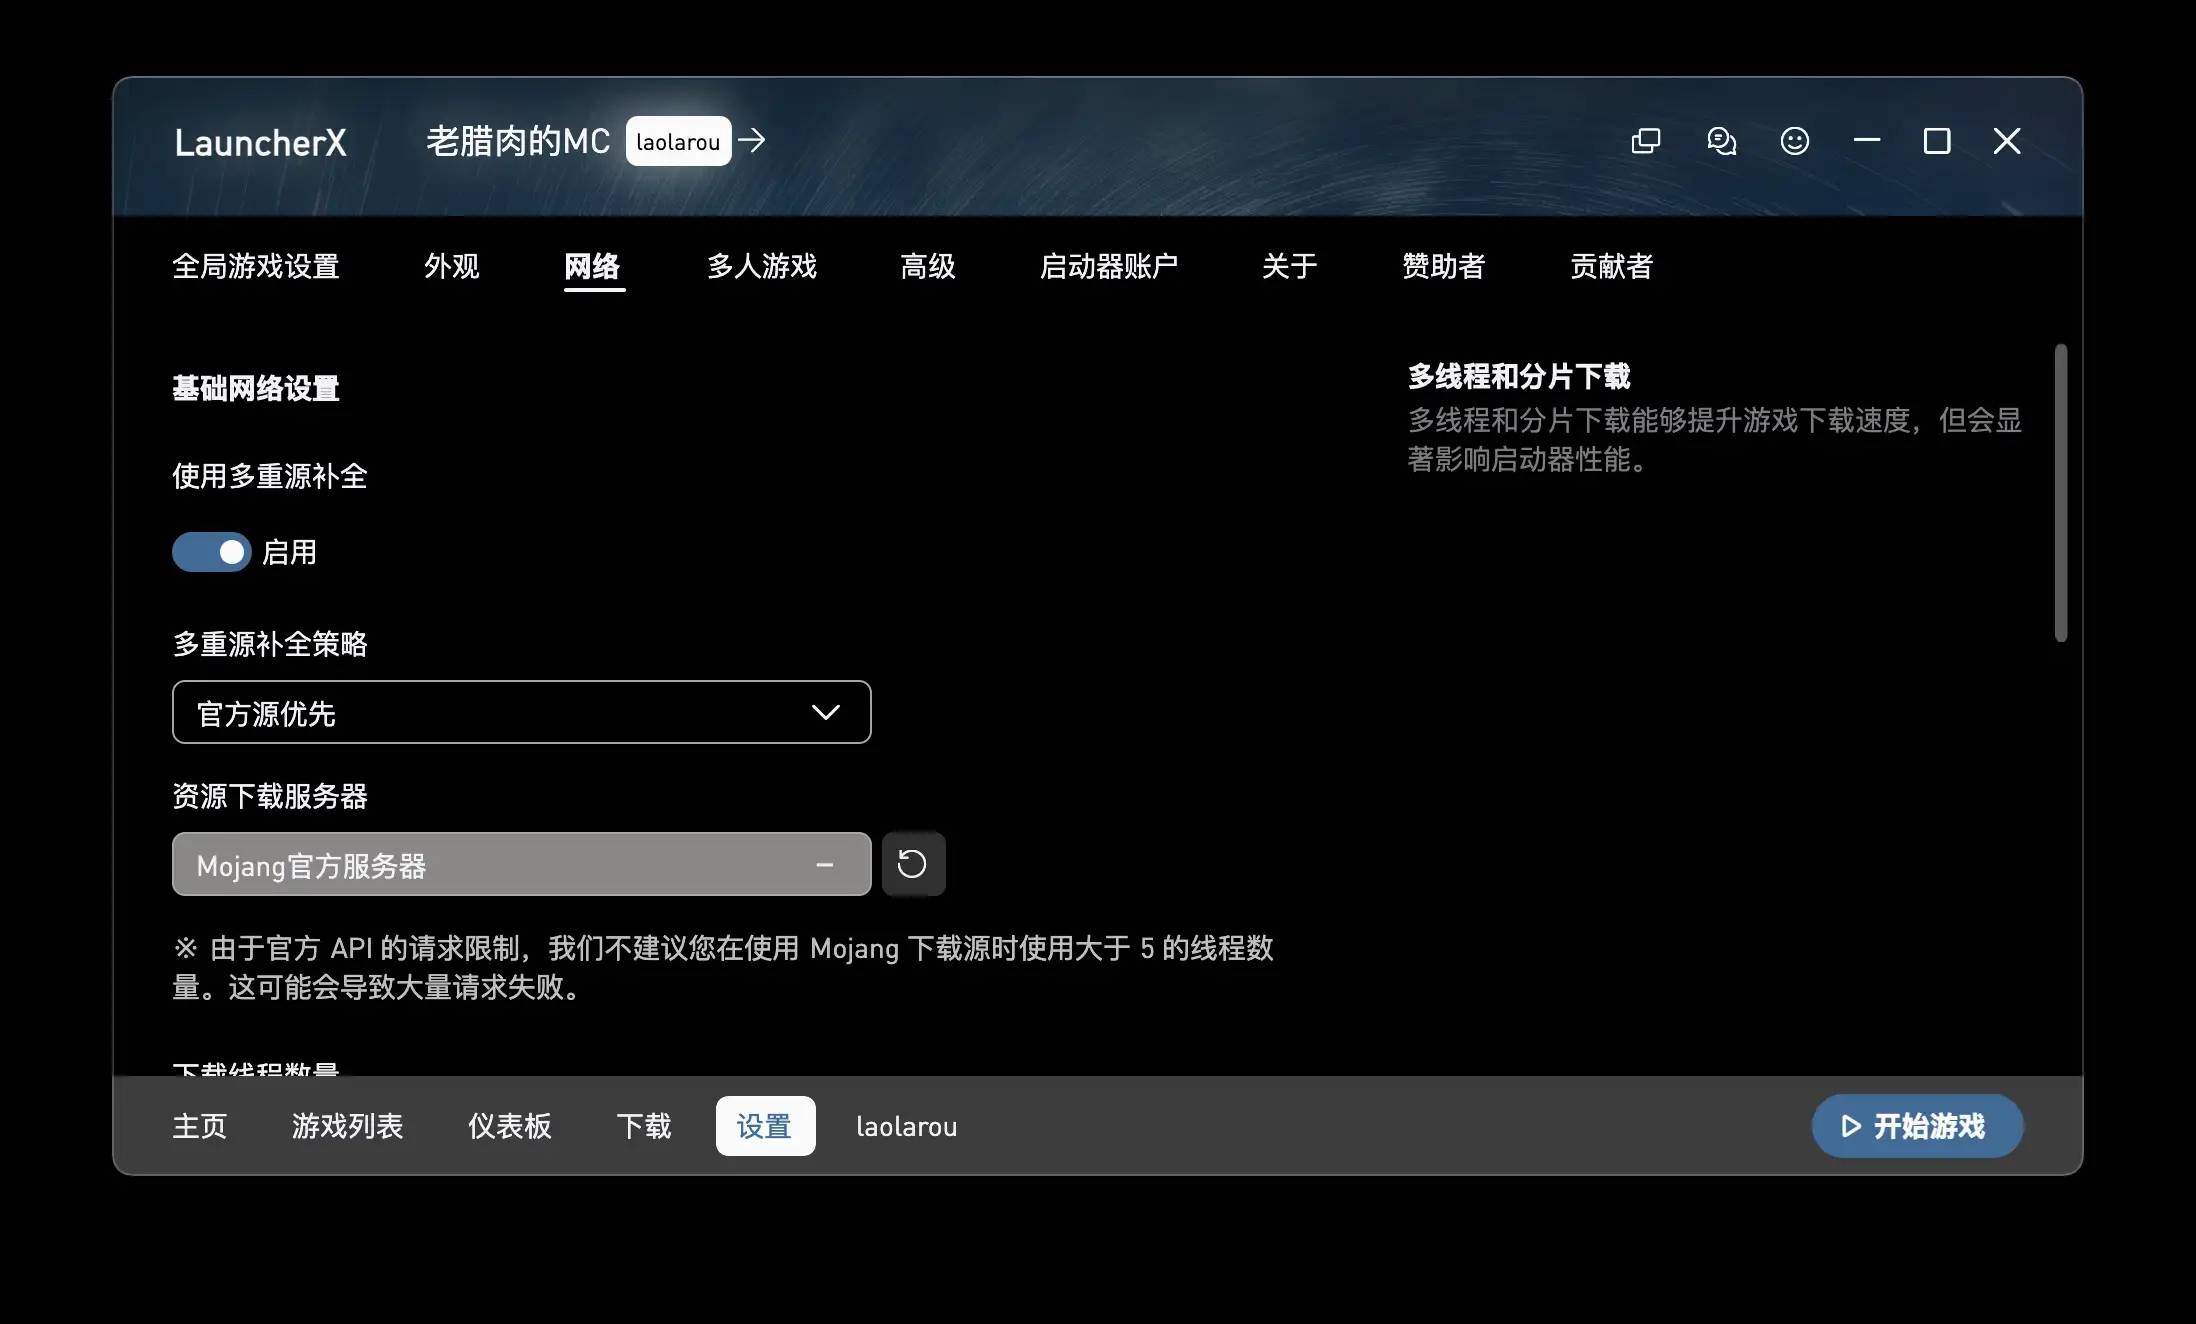 LauncherX
老腊肉的MC laolarou
全局游戏设置 外观 网络 多人游戏 高级 启动器账户 关于 赞助者 贡献者
基础网络设置
使用多重源补全
启用
多重源补全策略
官方源优先
资源下载服务器
Mojang官方服务器
※ 由于官方 API 的请求限制，我们不建议您在使用 Mojang 下载源时使用大于 5 的线程数
量。这可能会导致大量请求失败。
下载线程数量
多线程和分片下载
多线程和分片下载能够提升游戏下载速度，但会显
著影响启动器性能。
主页 游戏列表 仪表板 下载 设置 laolarou
开始游戏